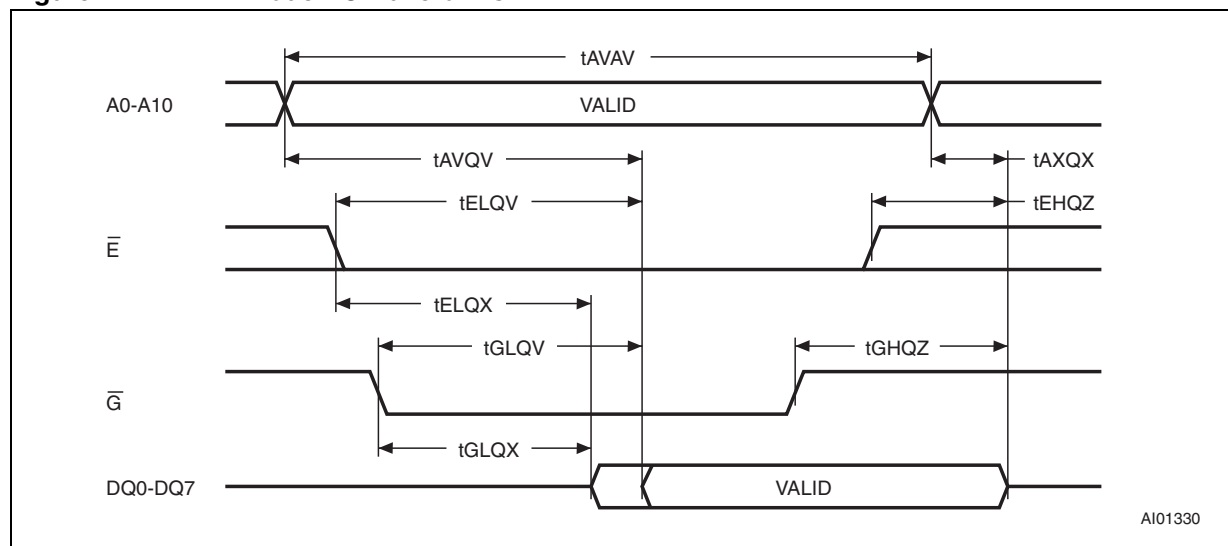 tAVAV
A0-A10
VALID
tAVQV
tAXQX
tELQV
tEHQZ
E̅
tELQX
tGLQV
tGHQZ
G̅
tGLQX
DQ0-DQ7
VALID
AI01330